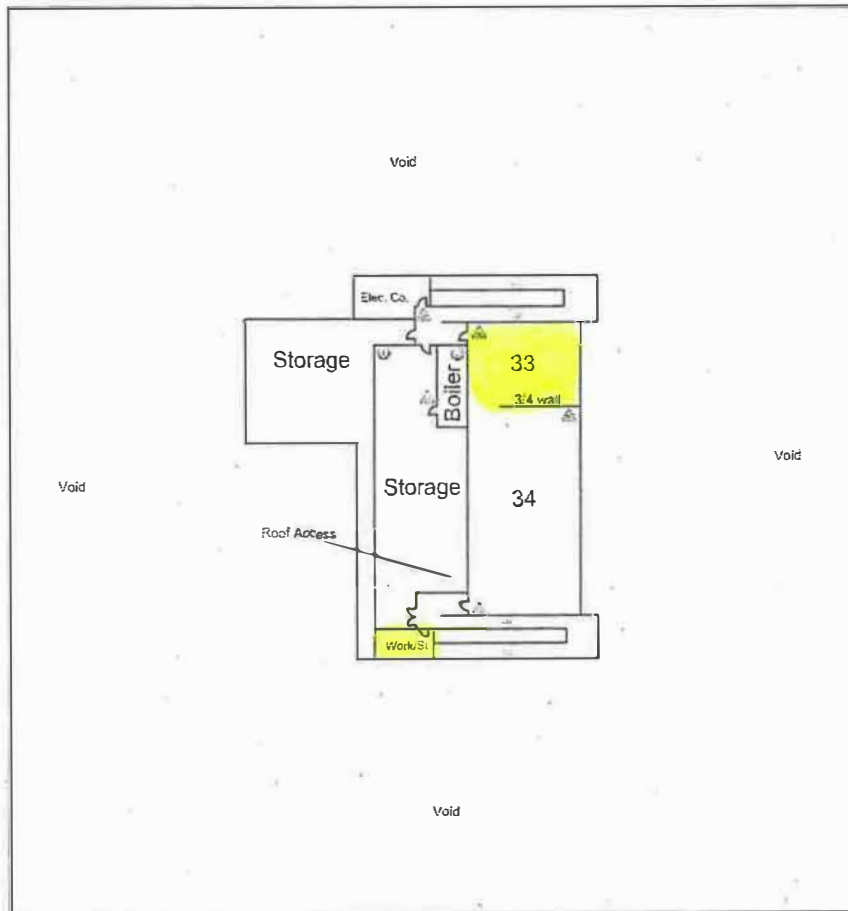 Void
Elec. Co.
Storage
33
Boiler
3/4 wall
Void
Storage
34
Void
Roof Access
Work/St
Void